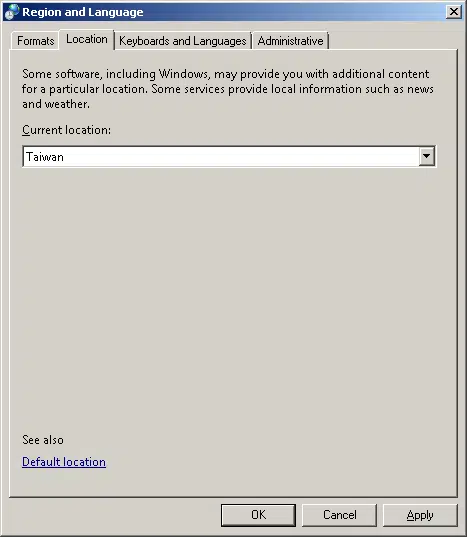 Region and Language
Formats Location Keyboards and Languages Administrative
Some software, including Windows, may provide you with additional content
for a particular location. Some services provide local information such as news
and weather.
Current location:
Taiwan
See also
Default location
OK Cancel Apply